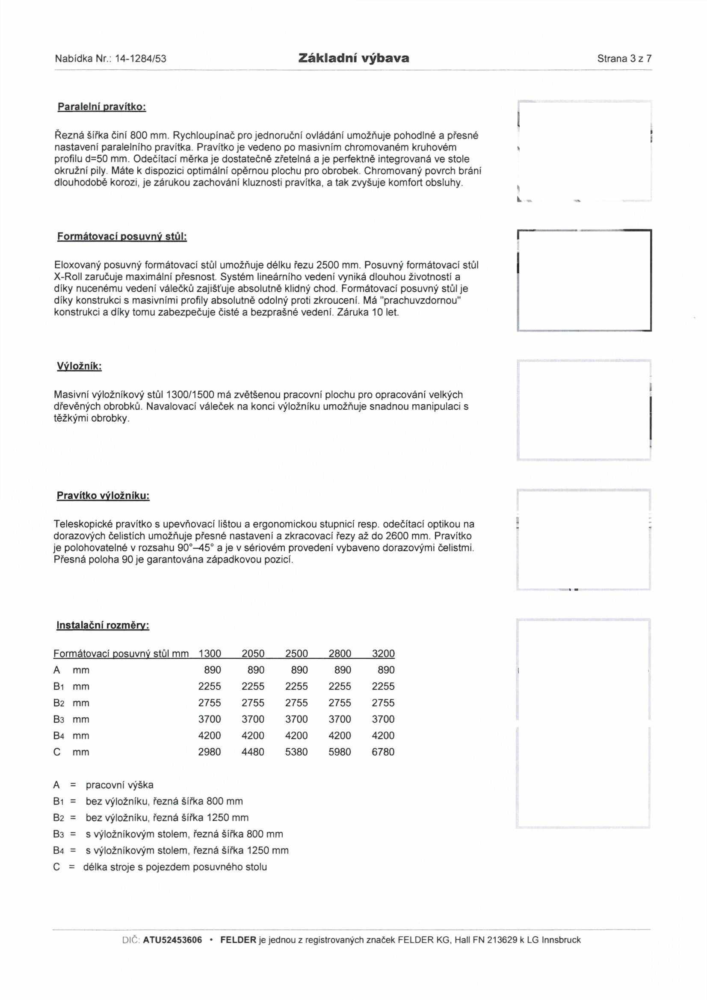 Nabídka Nr.: 14-1284/53 Základní výbava Strana 3 z 7
Paralelní pravítko:
Řezná šířka činí 800 mm. Rychloupínač pro jednoruční ovládání umožňuje pohodlné a přesné
nastavení paralelního pravítka. Pravítko je vedeno po masivním chromovaném kruhovém
profilu d=50 mm. Odečítací měrka je dostatečně zřetelná a je perfektně integrovaná ve stole
okružní pily. Máte k dispozici optimální opěrnou plochu pro obrobek. Chromovaný povrch brání
dlouhodobě korozi, je zárukou zachování kluznosti pravítka, a tak zvyšuje komfort obsluhy.
Formátovací posuvný stůl:
Eloxovaný posuvný formátovací stůl umožňuje délku řezu 2500 mm. Posuvný formátovací stůl
X-Roll zaručuje maximální přesnost. Systém lineárního vedení vyniká dlouhou životností a
díky nucenému vedení válečků zajišťuje absolutně klidný chod. Formátovací posuvný stůl je
díky konstrukci s masivními profily absolutně odolný proti zkroucení. Má "prachuvzdornou"
konstrukci a díky tomu zabezpečuje čisté a bezprašné vedení. Záruka 10 let.
Výložník:
Masivní výložníkový stůl 1300/1500 má zvětšenou pracovní plochu pro opracování velkých
dřevěných obrobků. Navalovací váleček na konci výložníku umožňuje snadnou manipulaci s
těžkými obrobky.
Pravítko výložníku:
Teleskopické pravítko s upevňovací lištou a ergonomickou stupnicí resp. odečítací optikou na
dorazových čelistích umožňuje přesné nastavení a zkracovací řezy až do 2600 mm. Pravítko
je polohovatelné v rozsahu 90°–45° a je v sériovém provedení vybaveno dorazovými čelistmi.
Přesná poloha 90 je garantována západkovou pozicí.
Instalační rozměry:
Formátovací posuvný stůl mm 1300 2050 2500 2800 3200
A mm 890 890 890 890 890
B1 mm 2255 2255 2255 2255 2255
B2 mm 2755 2755 2755 2755 2755
B3 mm 3700 3700 3700 3700 3700
B4 mm 4200 4200 4200 4200 4200
C mm 2980 4480 5380 5980 6780
A = pracovní výška
B1 = bez výložníku, řezná šířka 800 mm
B2 = bez výložníku, řezná šířka 1250 mm
B3 = s výložníkovým stolem, řezná šířka 800 mm
B4 = s výložníkovým stolem, řezná šířka 1250 mm
C = délka stroje s pojezdem posuvného stolu
DIČ: ATU52453606 • FELDER je jednou z registrovaných značek FELDER KG, Hall FN 213629 k LG Innsbruck